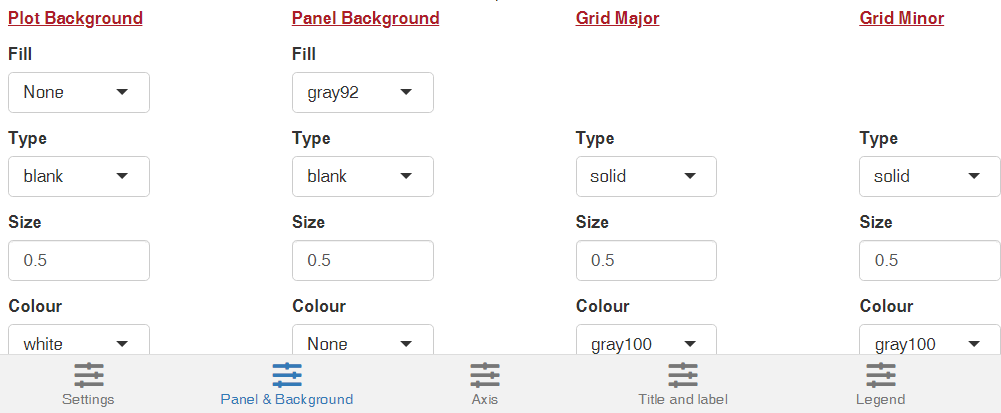 Plot Background Panel Background Grid Major Grid Minor
Fill Fill
None gray92
Type Type Type Type
blank blank solid solid
Size Size Size Size
0.5 0.5 0.5 0.5
Colour Colour Colour Colour
white None gray100 gray100
Settings Panel & Background Axis Title and label Legend